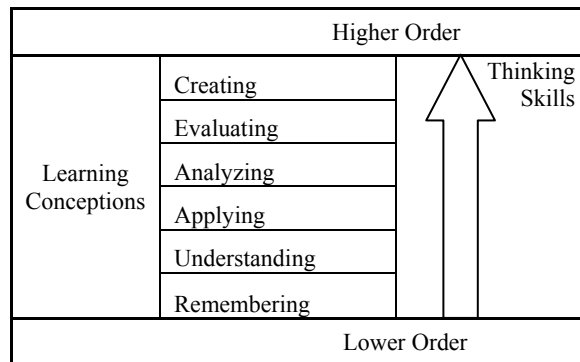 Higher Order
Thinking
Skills
Creating
Evaluating
Learning
Conceptions
Analyzing
Applying
Understanding
Remembering
Lower Order